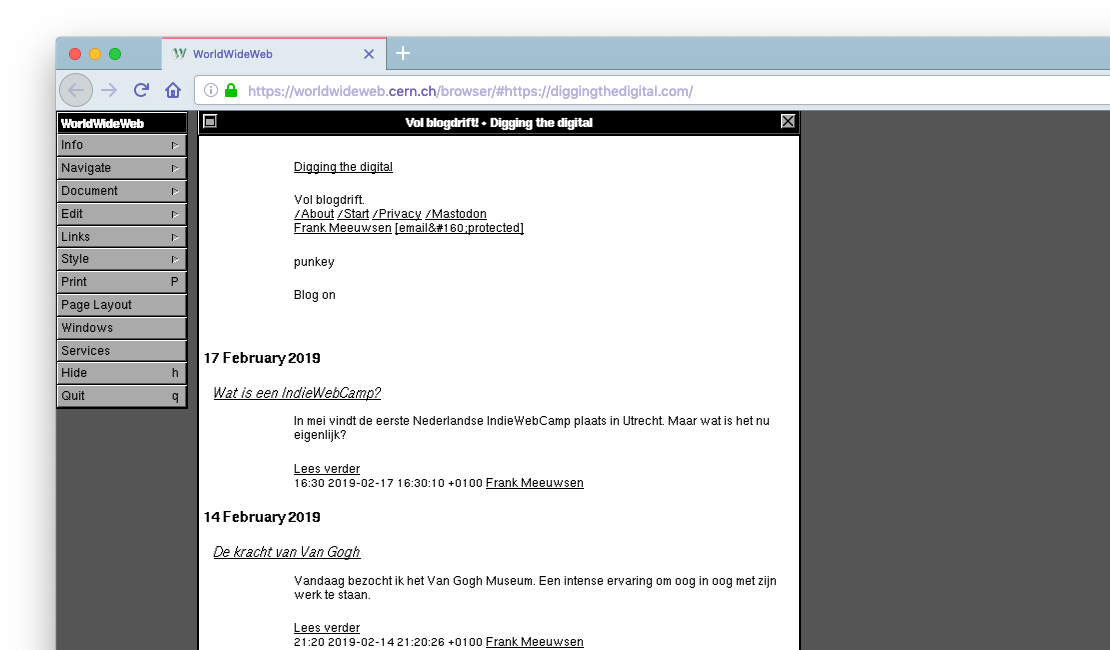 WorldWideWeb
https://worldwideweb.cern.ch/browser/#https://diggingthedigital.com/
WorldWideWeb
Info
Navigate
Document
Edit
Links
Style
Print P
Page Layout
Windows
Services
Hide h
Quit q
Vol blogdrift! • Digging the digital
Digging the digital
Vol blogdrift.
/About /Start /Privacy /Mastodon
Frank Meeuwsen [email&#160;protected]
punkey
Blog on
17 February 2019
Wat is een IndieWebCamp?
In mei vindt de eerste Nederlandse IndieWebCamp plaats in Utrecht. Maar wat is het nu
eigenlijk?
Lees verder
16:30 2019-02-17 16:30:10 +0100 Frank Meeuwsen
14 February 2019
De kracht van Van Gogh
Vandaag bezocht ik het Van Gogh Museum. Een intense ervaring om oog in oog met zijn
werk te staan.
Lees verder
21:20 2019-02-14 21:20:26 +0100 Frank Meeuwsen